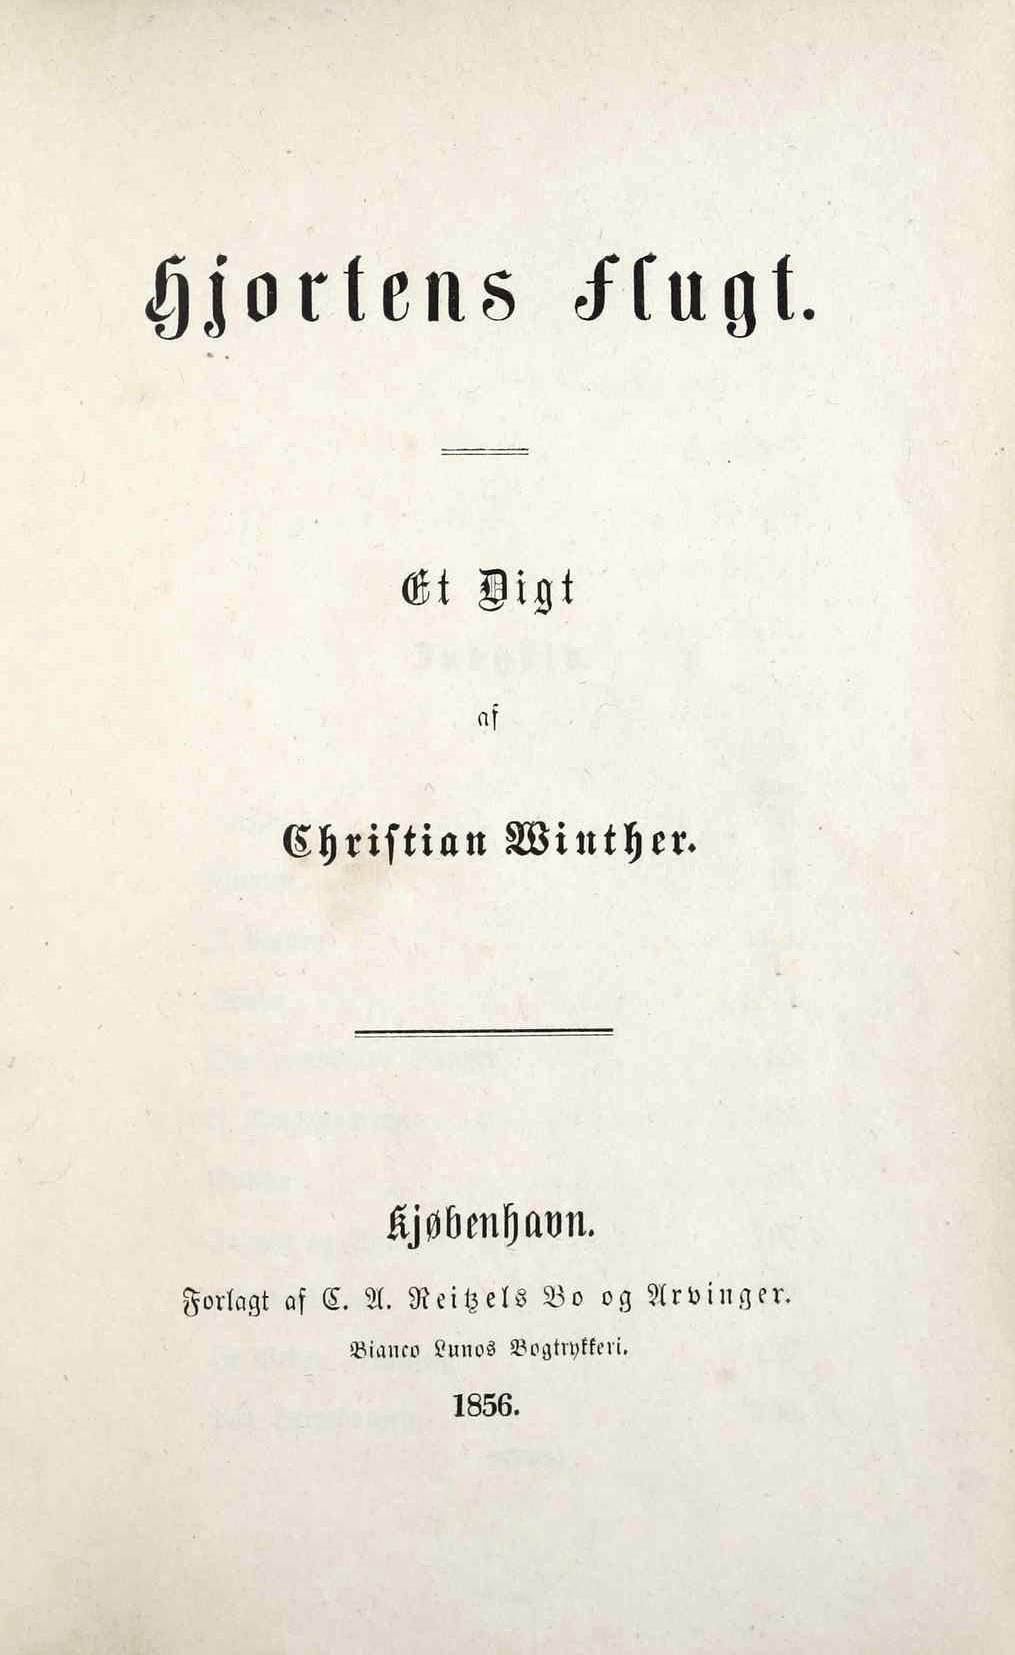 Hjortens Flugt.
Et Digt
af
Christian Winther.
Kjøbenhavn.
Forlagt af C. A. Reitzels Bo og Arvinger.
Bianco Lunos Bogtrykkeri.
1856.